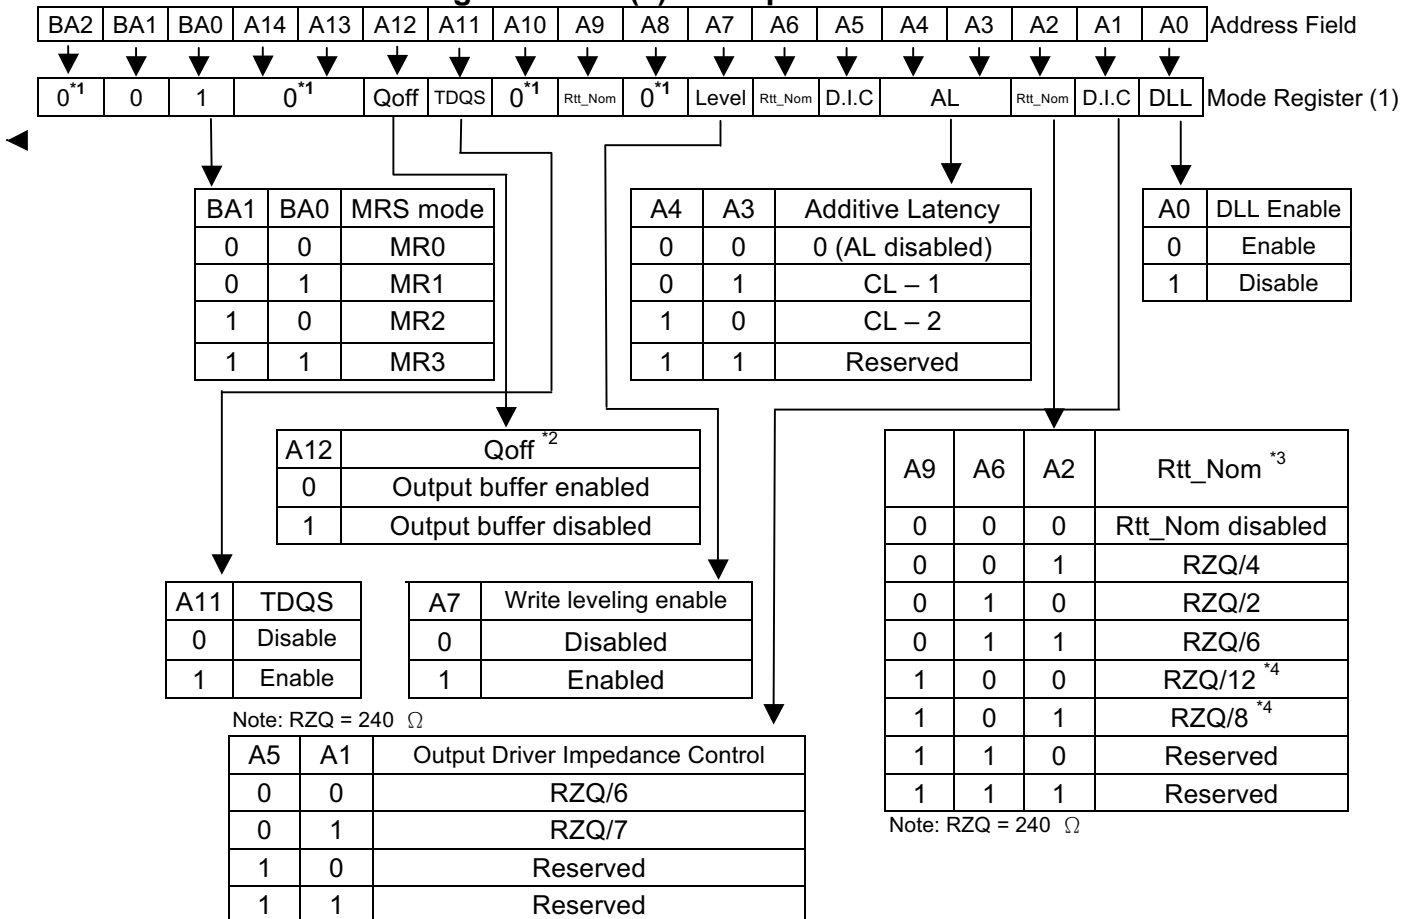 BA2 BA1 BA0 A14 A13 A12 A11 A10 A9 A8 A7 A6 A5 A4 A3 A2 A1 A0 Address Field
0*1 0 1 0*1 Qoff TDQS 0*1 Rtt_Nom 0*1 Level Rtt_Nom D.I.C AL Rtt_Nom D.I.C DLL Mode Register (1)
BA1 BA0 MRS mode
0 0 MR0
0 1 MR1
1 0 MR2
1 1 MR3
A4 A3 Additive Latency
0 0 0 (AL disabled)
0 1 CL – 1
1 0 CL – 2
1 1 Reserved
A0 DLL Enable
0 Enable
1 Disable
A12 Qoff *2
0 Output buffer enabled
1 Output buffer disabled
A9 A6 A2 Rtt_Nom *3
0 0 0 Rtt_Nom disabled
0 0 1 RZQ/4
0 1 0 RZQ/2
0 1 1 RZQ/6
1 0 0 RZQ/12 *4
1 0 1 RZQ/8 *4
1 1 0 Reserved
1 1 1 Reserved
Note: RZQ = 240 Ω
A11 TDQS
0 Disable
1 Enable
A7 Write leveling enable
0 Disabled
1 Enabled
Note: RZQ = 240 Ω
A5 A1 Output Driver Impedance Control
0 0 RZQ/6
0 1 RZQ/7
1 0 Reserved
1 1 Reserved